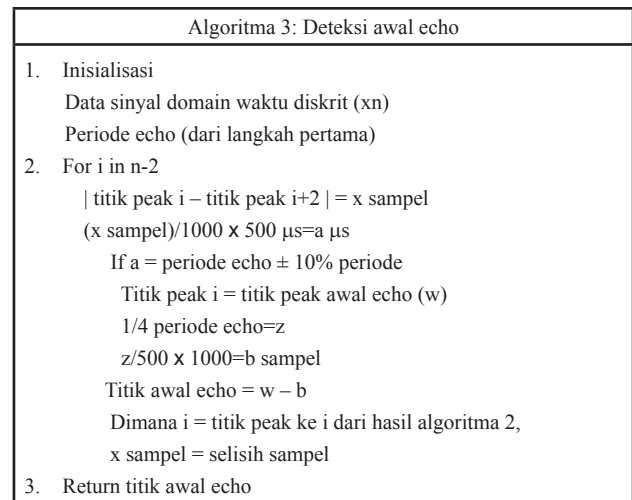 Algoritma 3: Deteksi awal echo
1. Inisialisasi
Data sinyal domain waktu diskrit (xn)
Periode echo (dari langkah pertama)
2. For i in n-2
| titik peak i – titik peak i+2 | = x sampel
(x sampel)/1000 x 500 μs=a μs
If a = periode echo ± 10% periode
Titik peak i = titik peak awal echo (w)
1/4 periode echo=z
z/500 x 1000=b sampel
Titik awal echo = w – b
Dimana i = titik peak ke i dari hasil algoritma 2,
x sampel = selisih sampel
3. Return titik awal echo